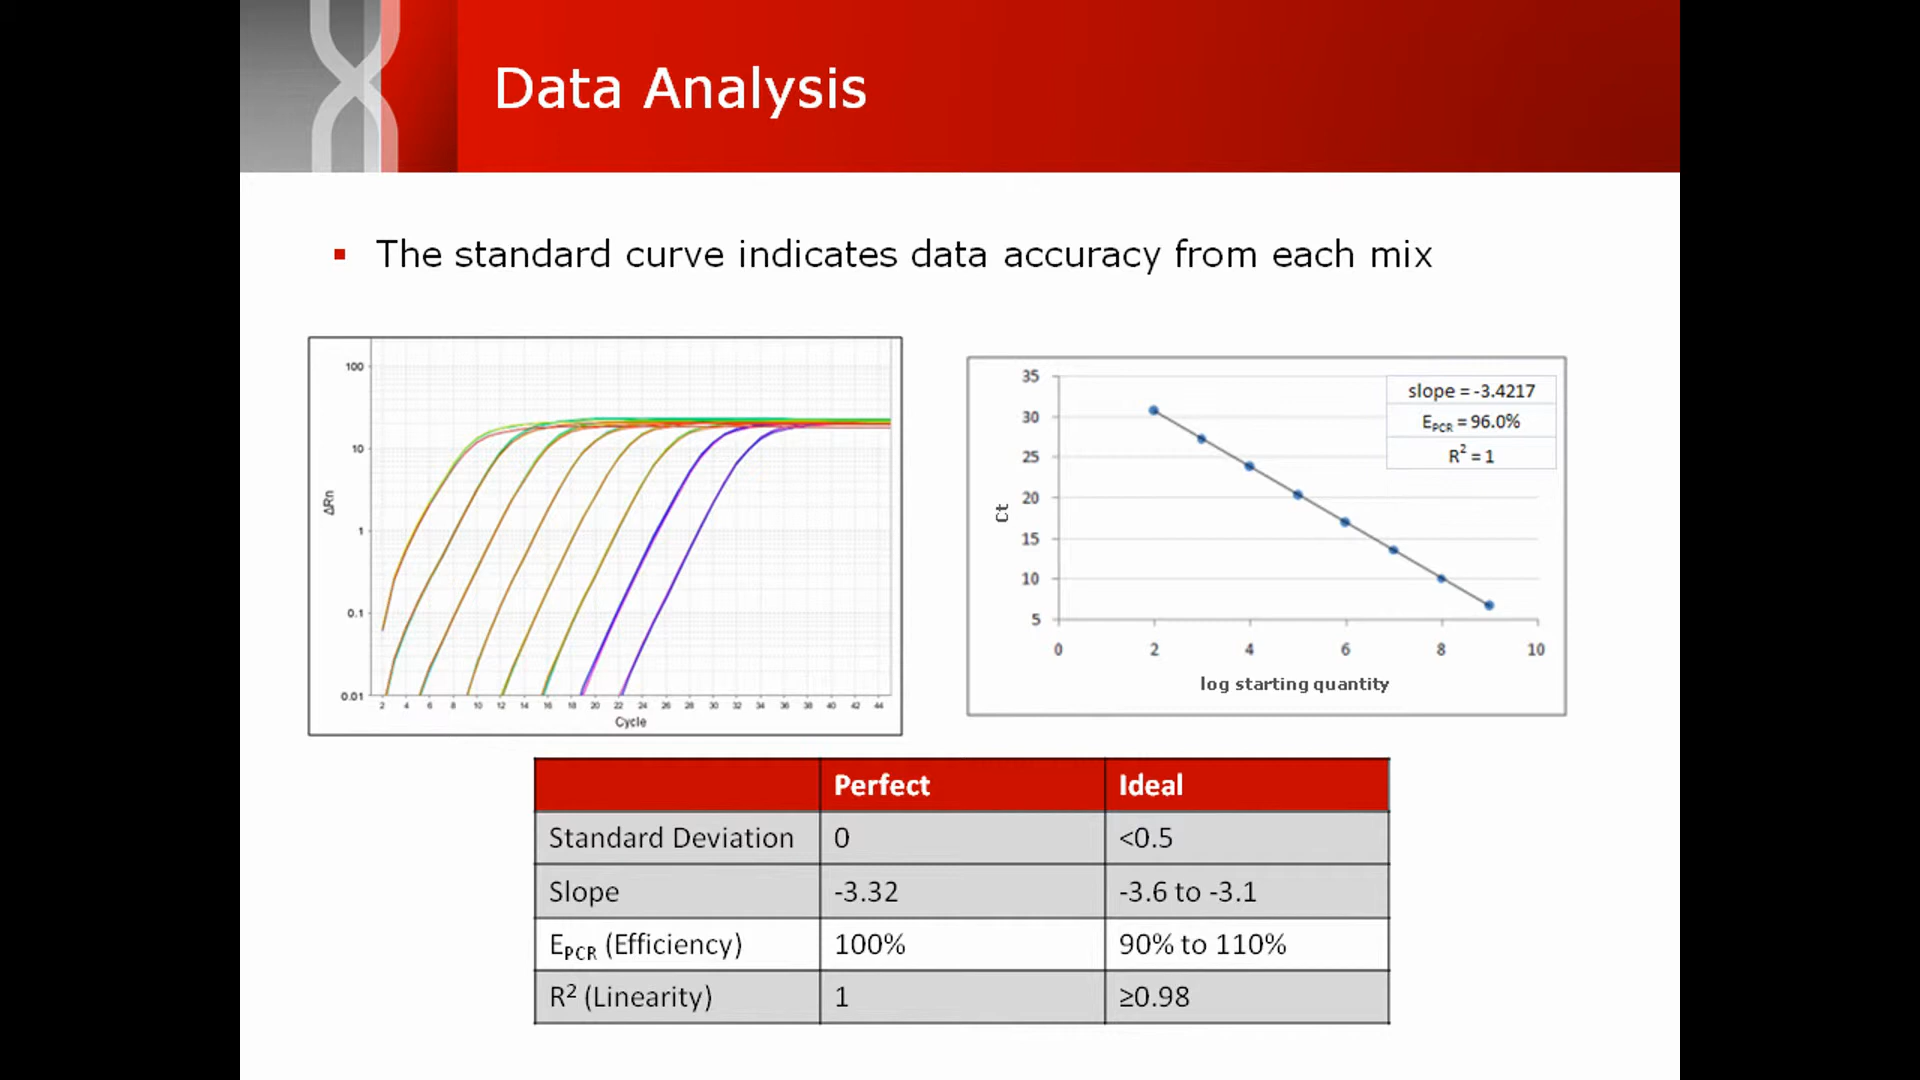 Data Analysis
▪ The standard curve indicates data accuracy from each mix
100
10
1
0.1
0.01
ΔRn
2 4 6 8 10 12 14 16 18 20 22 24 26 28 30 32 34 36 38 40 42 44
Cycle
35
30
25
20
15
10
5
Ct
0 2 4 6 8 10
log starting quantity
slope = -3.4217
EPCR = 96.0%
R² = 1
Perfect Ideal
Standard Deviation 0 <0.5
Slope -3.32 -3.6 to -3.1
EPCR (Efficiency) 100% 90% to 110%
R² (Linearity) 1 ≥0.98